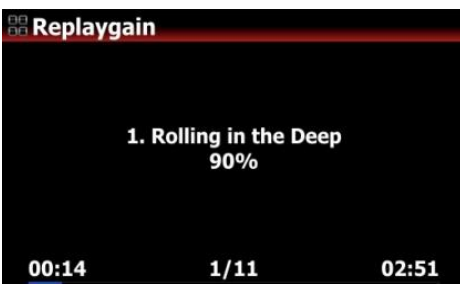 Replaygain
1. Rolling in the Deep
90%
00:14 1/11 02:51